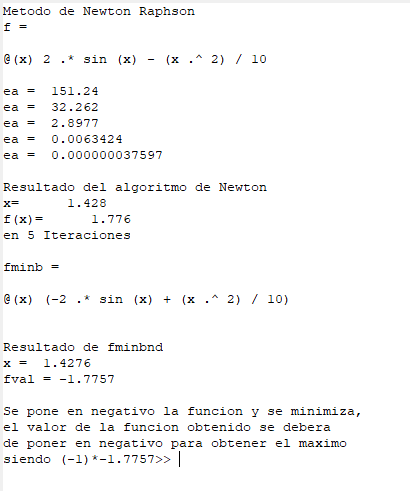 Metodo de Newton Raphson
f =
@(x) 2 .* sin (x) - (x .^ 2) / 10
ea =  151.24
ea =  32.262
ea =  2.8977
ea =  0.0063424
ea =  0.000000037597
Resultado del algoritmo de Newton
x=      1.428
f(x)=      1.776
en 5 Iteraciones
fminb =
@(x) (-2 .* sin (x) + (x .^ 2) / 10)
Resultado de fminbnd
x =  1.4276
fval = -1.7757
Se pone en negativo la funcion y se minimiza,
el valor de la funcion obtenido se debera
de poner en negativo para obtener el maximo
siendo (-1)*-1.7757>>